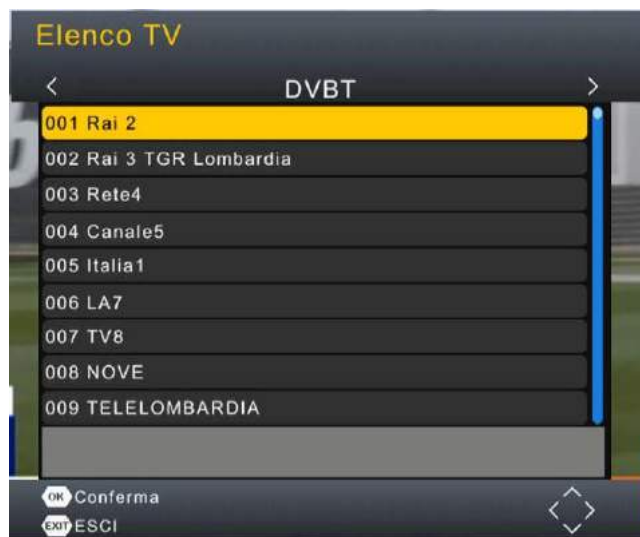 Elenco TV
DVBT
001 Rai 2
002 Rai 3 TGR Lombardia
003 Rete4
004 Canale5
005 Italia1
006 LA7
007 TV8
008 NOVE
009 TELELOMBARDIA
OK Conferma
EXIT ESCI